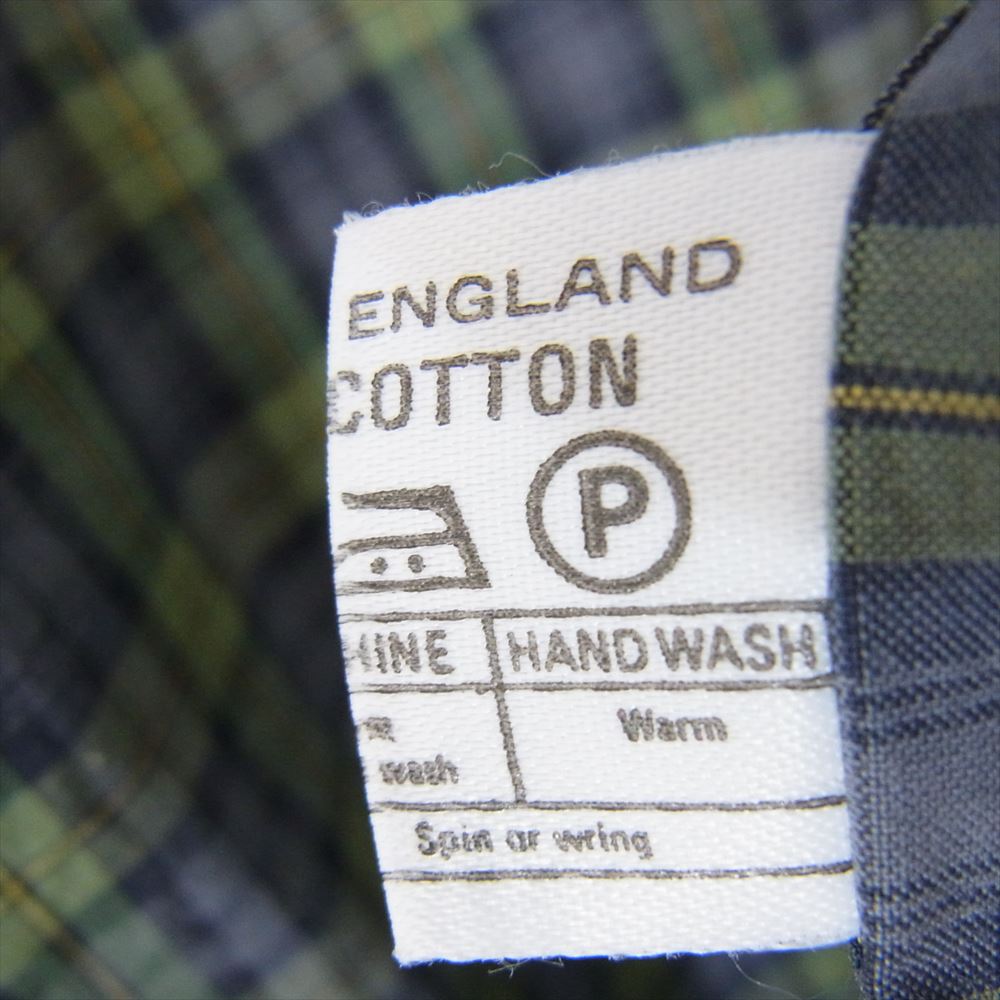 ENGLAND
COTTON
P
HINE HAND WASH
Warm
wash
Spin or wring